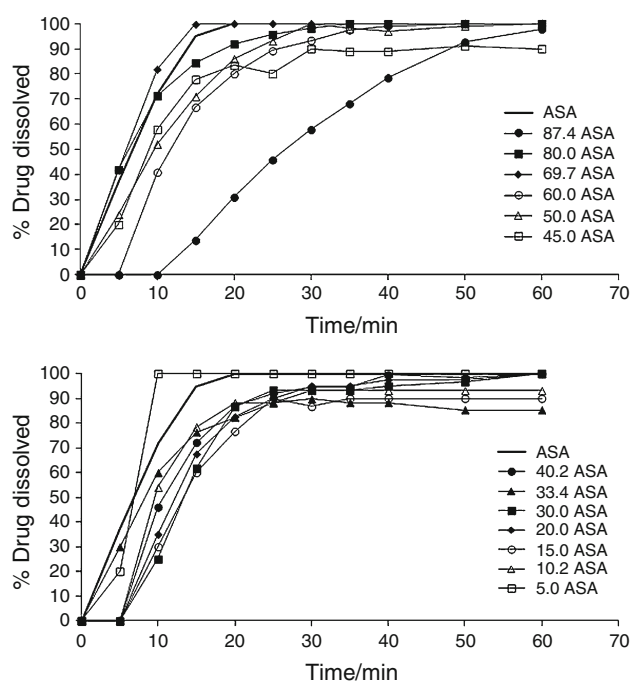 % Drug dissolved
100
90
80
70
60
50
40
30
20
10
0
0 10 20 30 40 50 60 70
Time/min
ASA
87.4 ASA
80.0 ASA
69.7 ASA
60.0 ASA
50.0 ASA
45.0 ASA
% Drug dissolved
100
90
80
70
60
50
40
30
20
10
0
0 10 20 30 40 50 60 70
Time/min
ASA
40.2 ASA
33.4 ASA
30.0 ASA
20.0 ASA
15.0 ASA
10.2 ASA
5.0 ASA